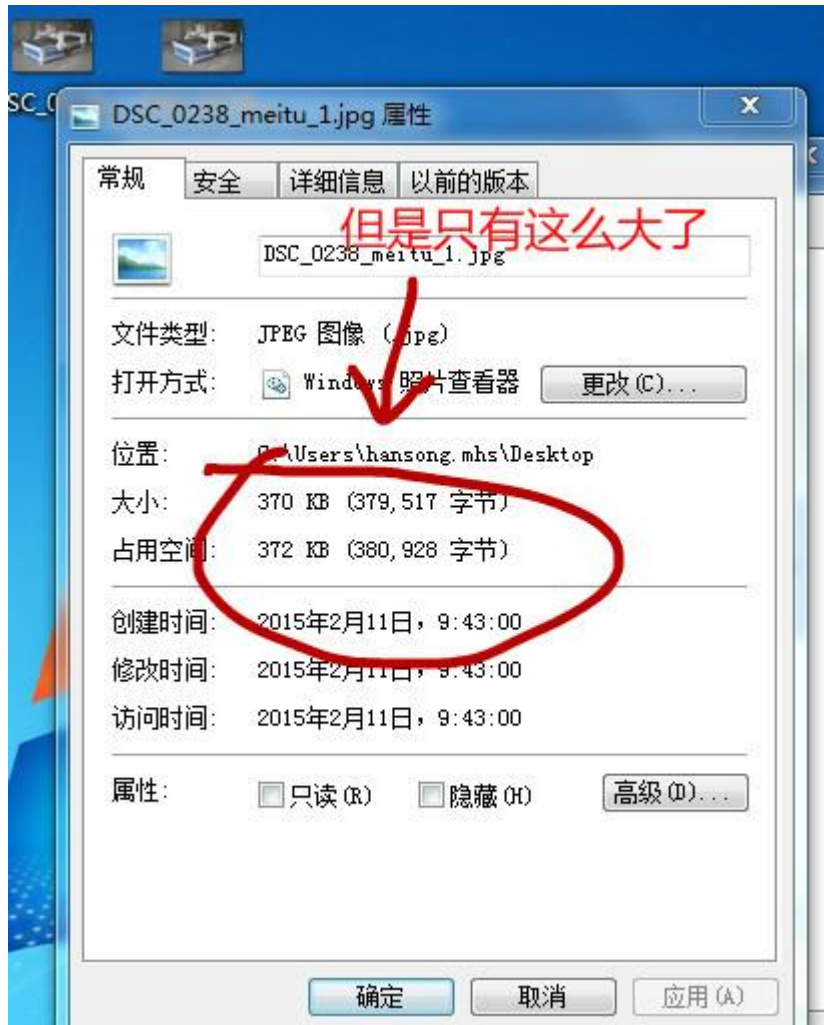 SC_0
DSC_0238_meitu_1.jpg 属性
常规 安全 详细信息 以前的版本
但是只有这么大了
DSC_0238_meitu_1.jpg
文件类型: JPEG 图像 (.jpg)
打开方式: Windows 照片查看器 更改(C)...
位置: C:\Users\hansong.mhs\Desktop
大小: 370 KB (379,517 字节)
占用空间: 372 KB (380,928 字节)
创建时间: 2015年2月11日，9:43:00
修改时间: 2015年2月11日，9:43:00
访问时间: 2015年2月11日，9:43:00
属性: 只读(R) 隐藏(H) 高级(D)...
确定 取消 应用(A)